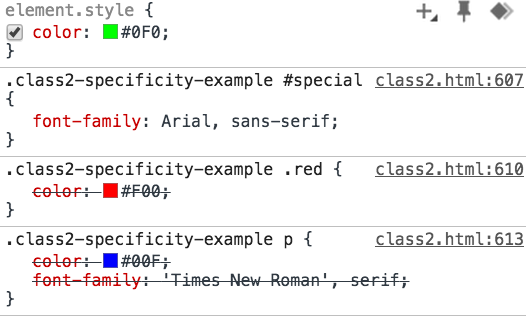 element.style {
color: #0F0;
}
.class2-specificity-example #special class2.html:607
{
font-family: Arial, sans-serif;
}
.class2-specificity-example .red { class2.html:610
color: #F00;
}
.class2-specificity-example p { class2.html:613
color: #00F;
font-family: 'Times New Roman', serif;
}